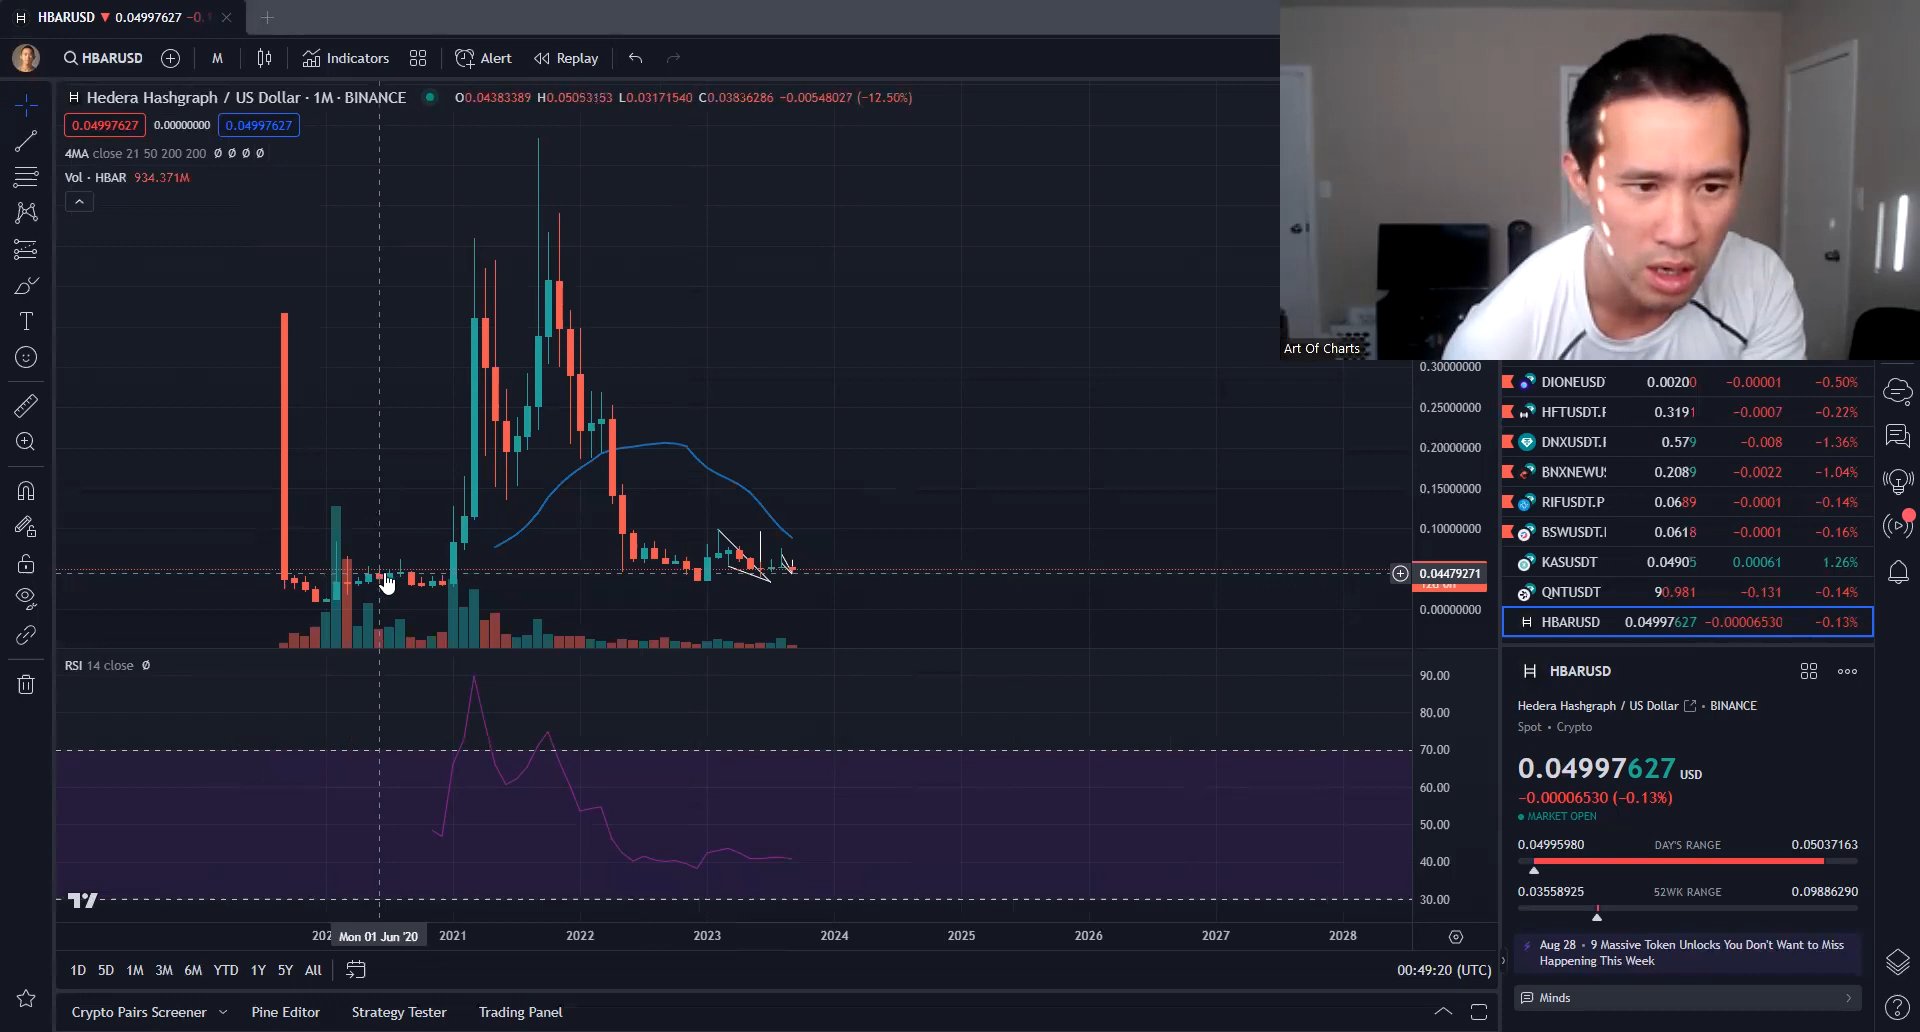 HBARUSD ▼ 0.04997627
HBARUSD
M
Indicators
Alert
Replay
Hedera Hashgraph / US Dollar · 1M · BINANCE
O0.04383389 H0.05053153 L0.03171540 C0.03836286 −0.00548027 (−12.50%)
0.04997627 0.00000000 0.04997627
4MA close 21 50 200 200 Ø Ø Ø Ø
Vol · HBAR 934.371M
Art Of Charts
0.30000000
0.25000000
0.20000000
0.15000000
0.10000000
0.04479271
0.00000000
RSI 14 close Ø
90.00
80.00
70.00
60.00
50.00
40.00
30.00
Mon 01 Jun '20
2021
2022
2023
2024
2025
2026
2027
2028
1D 5D 1M 3M 6M YTD 1Y 5Y All
00:49:20 (UTC)
Crypto Pairs Screener
Pine Editor
Strategy Tester
Trading Panel
DIONEUSD 0.00200 −0.00001 −0.50%
HFTUSDT.P 0.3191 −0.0007 −0.22%
DNXUSDT. 0.579 −0.008 −1.36%
BNXNEWU 0.2089 −0.0022 −1.04%
RIFUSDT.P 0.0689 −0.0001 −0.14%
BSWUSDT. 0.0618 −0.0001 −0.16%
KASUSDT 0.04905 0.00061 1.26%
QNTUSDT 90.981 −0.131 −0.14%
HBARUSD 0.04997627 −0.00006530 −0.13%
HBARUSD
Hedera Hashgraph / US Dollar • BINANCE
Spot • Crypto
0.04997627 USD
−0.00006530 (−0.13%)
MARKET OPEN
0.04995980 DAY'S RANGE 0.05037163
0.03558925 52WK RANGE 0.09886290
Aug 28 • 9 Massive Token Unlocks You Don't Want to Miss
Happening This Week
Minds